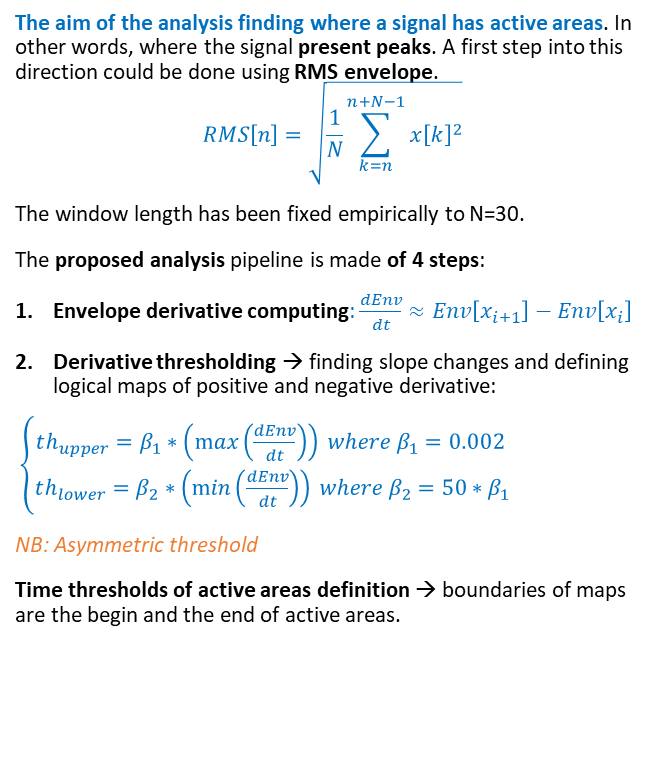 The aim of the analysis finding where a signal has active areas. In
other words, where the signal present peaks. A first step into this
direction could be done using RMS envelope.
RMS[n] = √(1/N ∑_{k=n}^{n+N−1} x[k]²)
The window length has been fixed empirically to N=30.
The proposed analysis pipeline is made of 4 steps:
1. Envelope derivative computing: dEnv/dt ≈ Env[x_{i+1}] − Env[x_i]
2. Derivative thresholding → finding slope changes and defining
logical maps of positive and negative derivative:
{ th_upper = β₁ * (max(dEnv/dt)) where β₁ = 0.002
th_lower = β₂ * (min(dEnv/dt)) where β₂ = 50 * β₁
NB: Asymmetric threshold
Time thresholds of active areas definition → boundaries of maps
are the begin and the end of active areas.